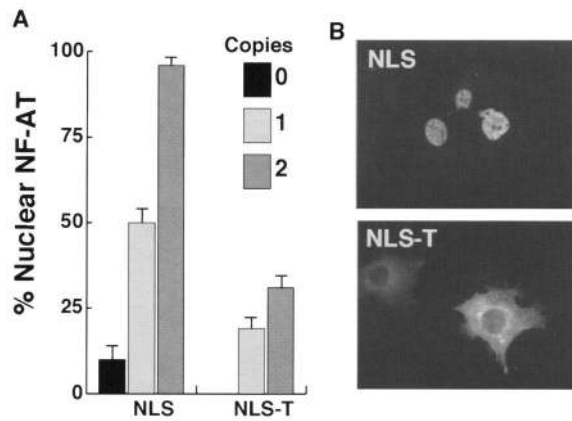 A
% Nuclear NF-AT
100
75
50
25
0
Copies
0
1
2
NLS
NLS-T
B
NLS
NLS-T